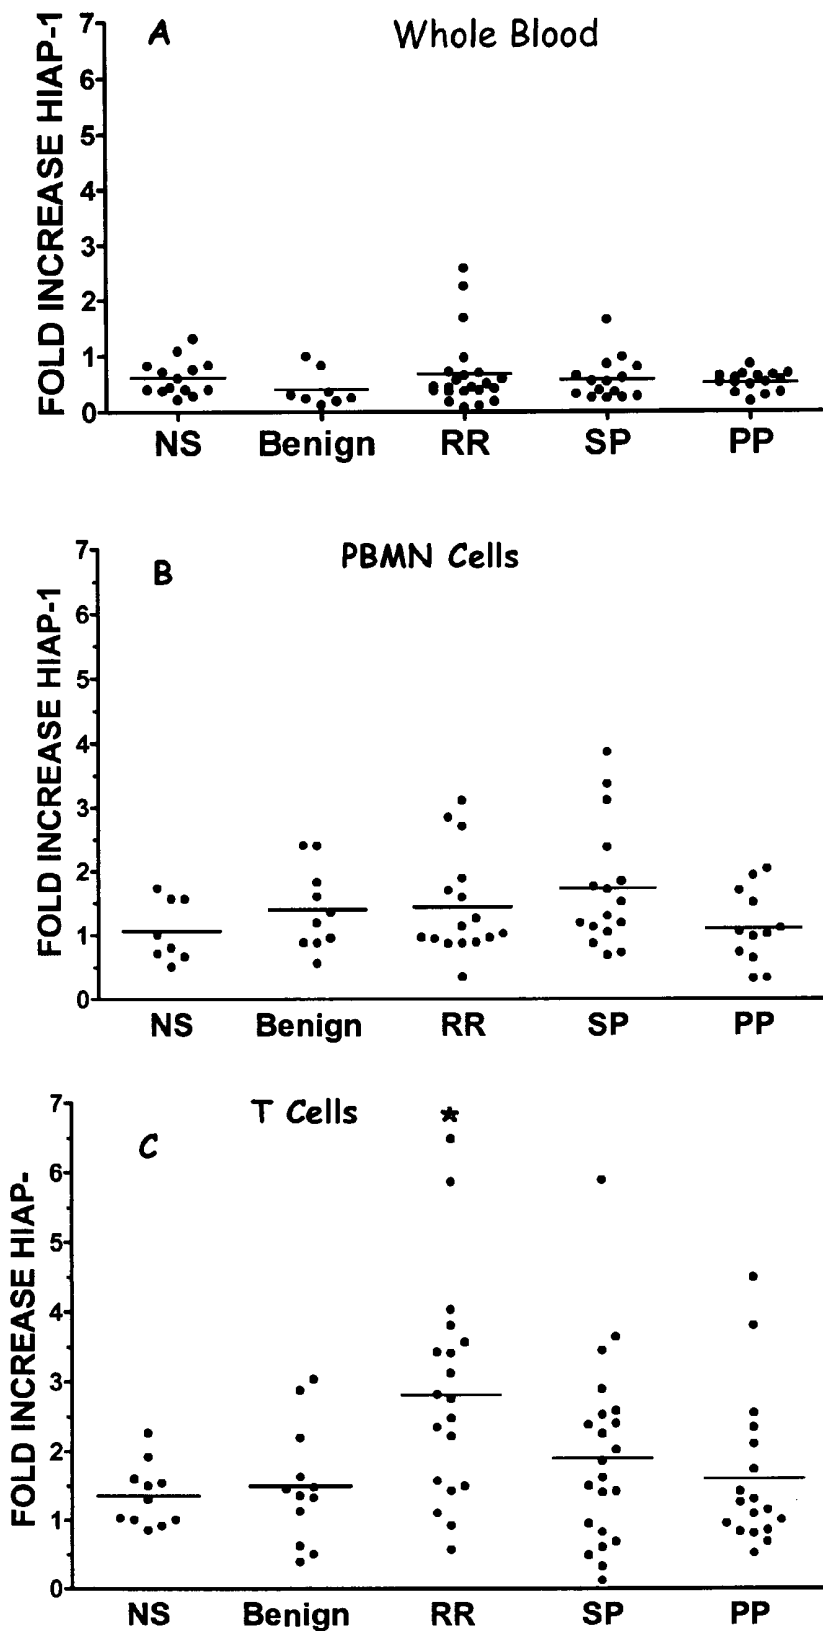 A Whole Blood
FOLD INCREASE HIAP-1
7
6
5
4
3
2
1
0
NS Benign RR SP PP
B PBMN Cells
FOLD INCREASE HIAP-1
7
6
5
4
3
2
1
0
NS Benign RR SP PP
C T Cells *
FOLD INCREASE HIAP-
7
6
5
4
3
2
1
0
NS Benign RR SP PP